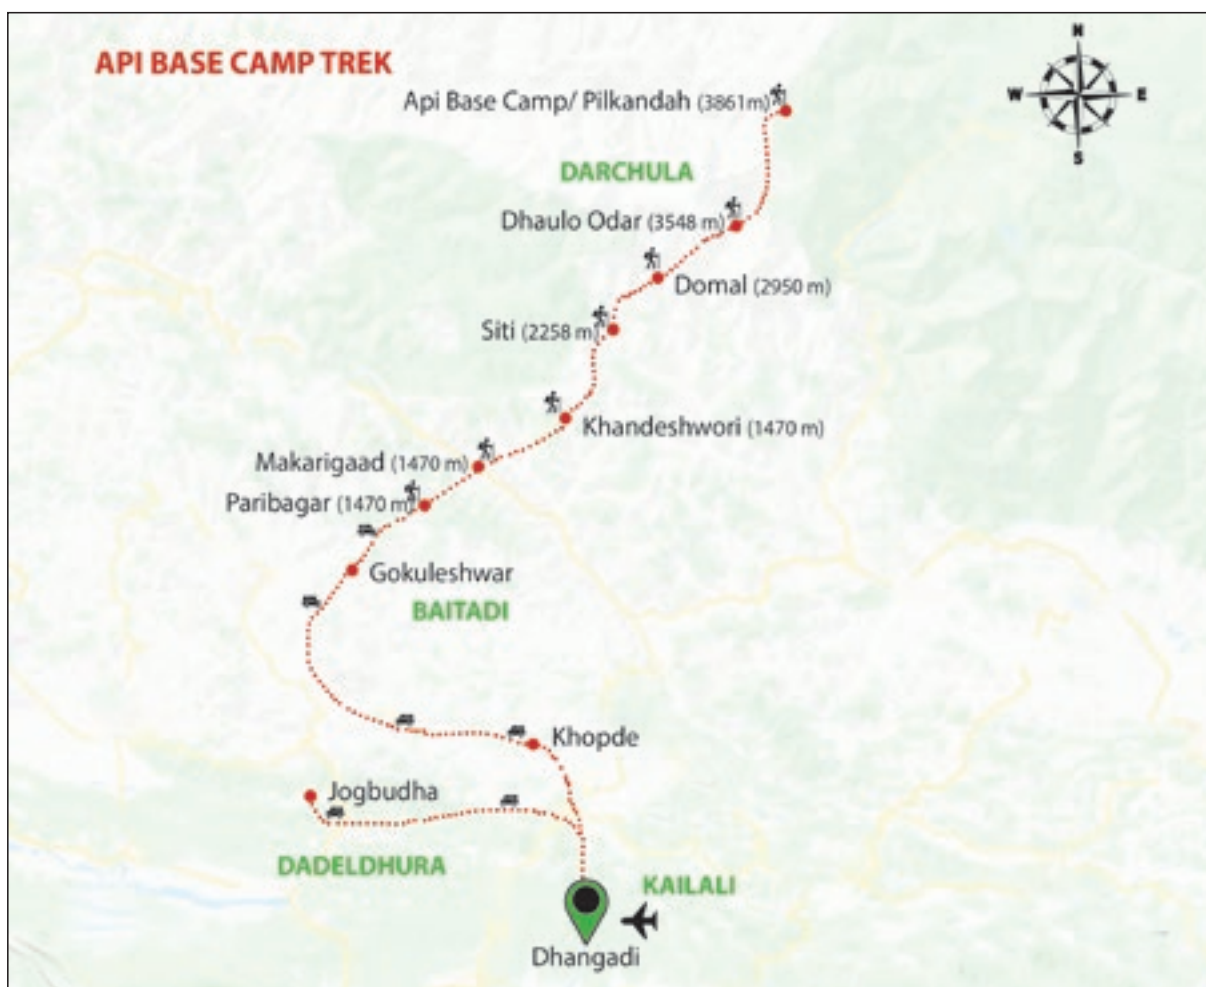 API BASE CAMP TREK
N
W
E
S
Api Base Camp/ Pilkandah (3861m)
DARCHULA
Dhaulo Odar (3548 m)
Domal (2950 m)
Siti (2258 m)
Khandeshwori (1470 m)
Makarigaad (1470 m)
Paribagar (1470 m)
Gokuleshwar
BAITADI
Khopde
Jogbudha
DADELDHURA
KAILALI
Dhangadi